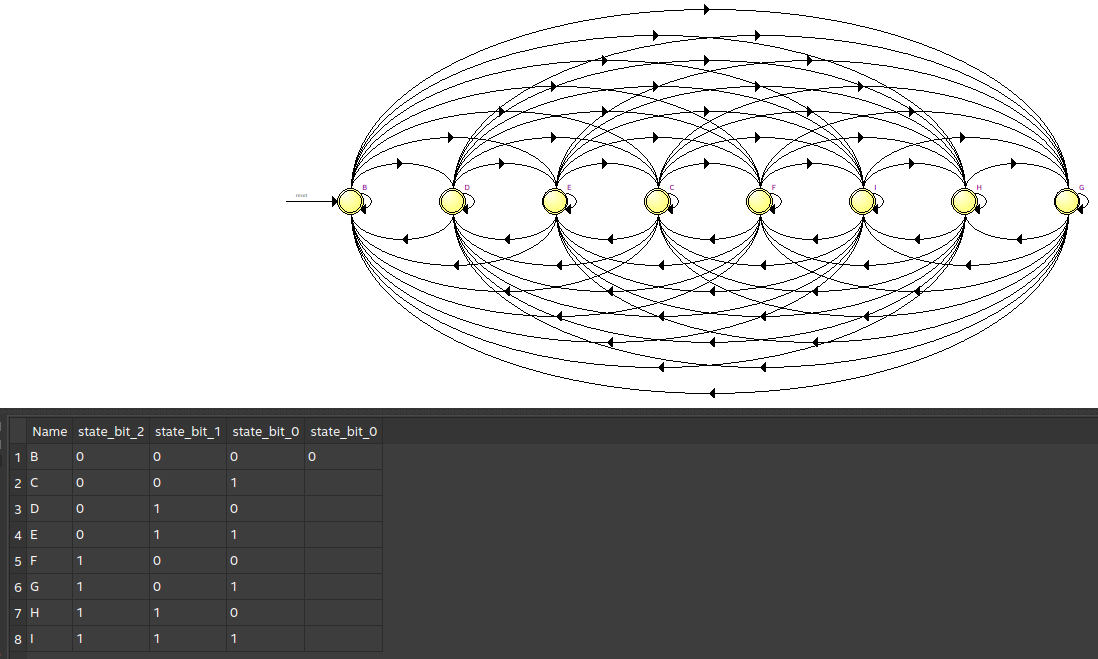 B D E C F I H G
reset
Name state_bit_2 state_bit_1 state_bit_0 state_bit_0
1 B 0 0 0 0
2 C 0 0 1
3 D 0 1 0
4 E 0 1 1
5 F 1 0 0
6 G 1 0 1
7 H 1 1 0
8 I 1 1 1